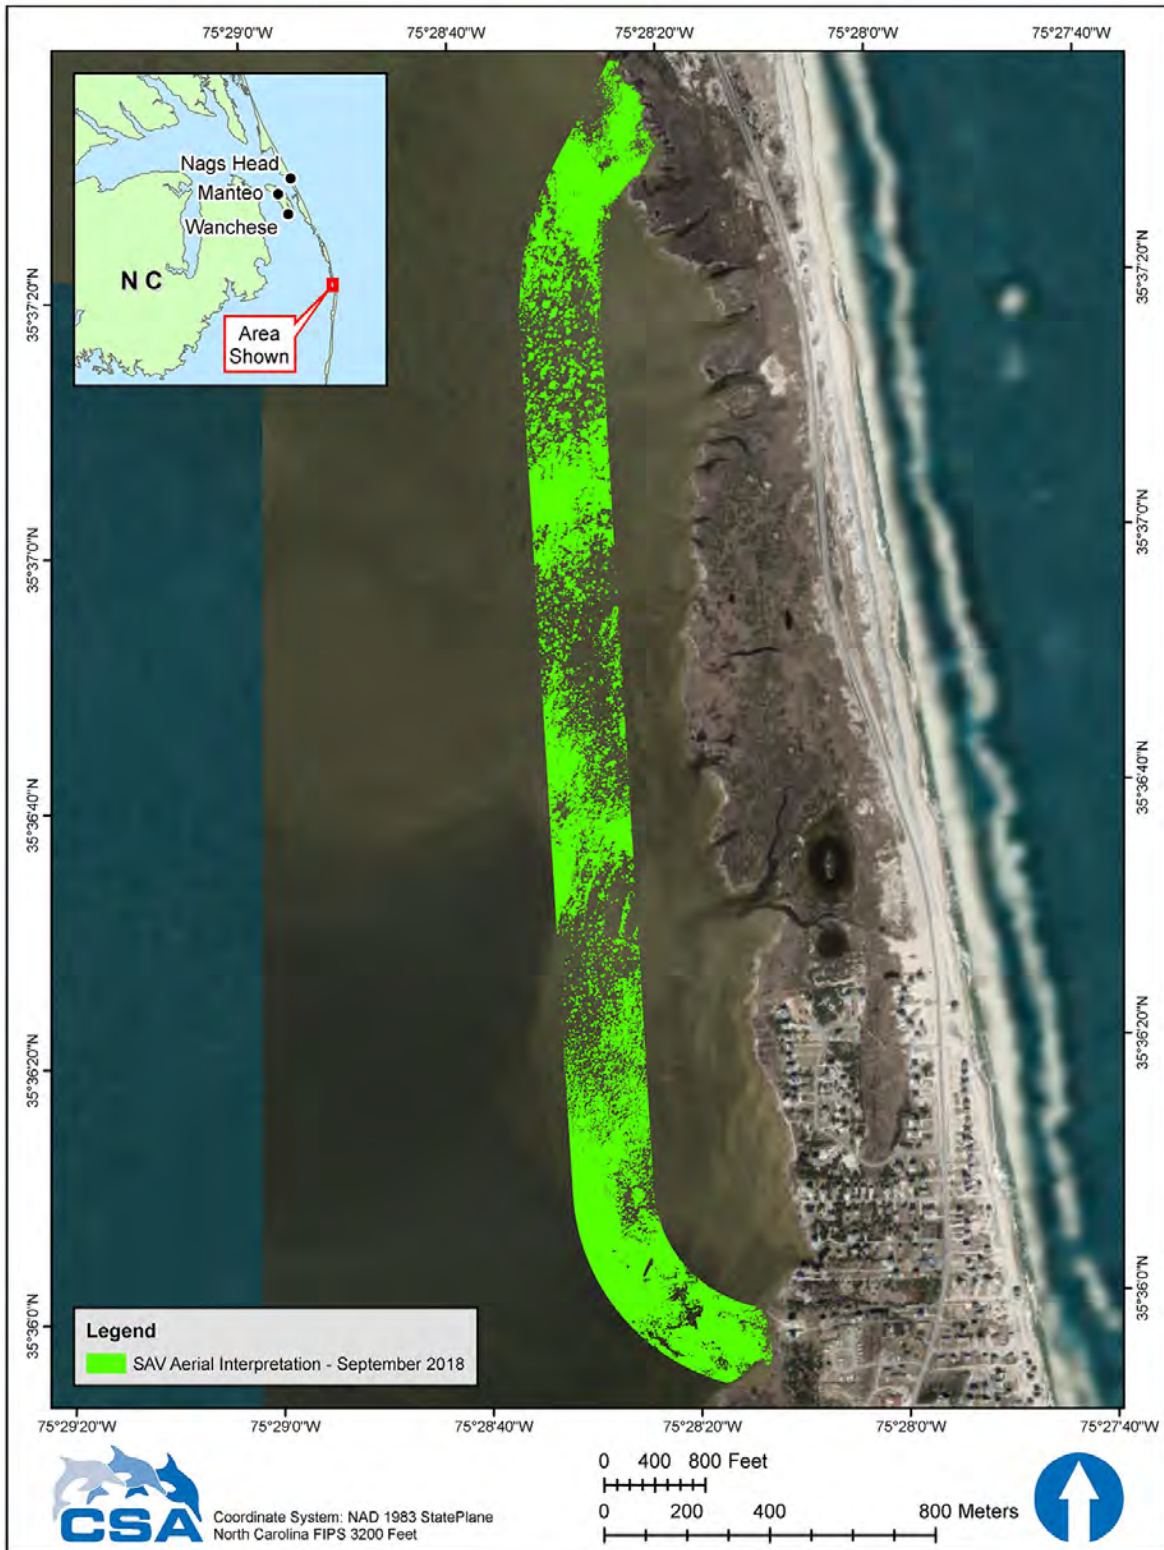 75°29'0"W
75°28'40"W
75°28'20"W
75°28'0"W
75°27'40"W
Nags Head
Manteo
Wanchese
N C
Area
Shown
35°37'20"N
35°37'0"N
35°36'40"N
35°36'20"N
35°36'0"N
35°37'20"N
35°37'0"N
35°36'40"N
35°36'20"N
35°36'0"N
Legend
SAV Aerial Interpretation - September 2018
75°29'20"W
75°29'0"W
75°28'40"W
75°28'20"W
75°28'0"W
75°27'40"W
CSA
Coordinate System: NAD 1983 StatePlane
North Carolina FIPS 3200 Feet
0 400 800 Feet
0 200 400 800 Meters